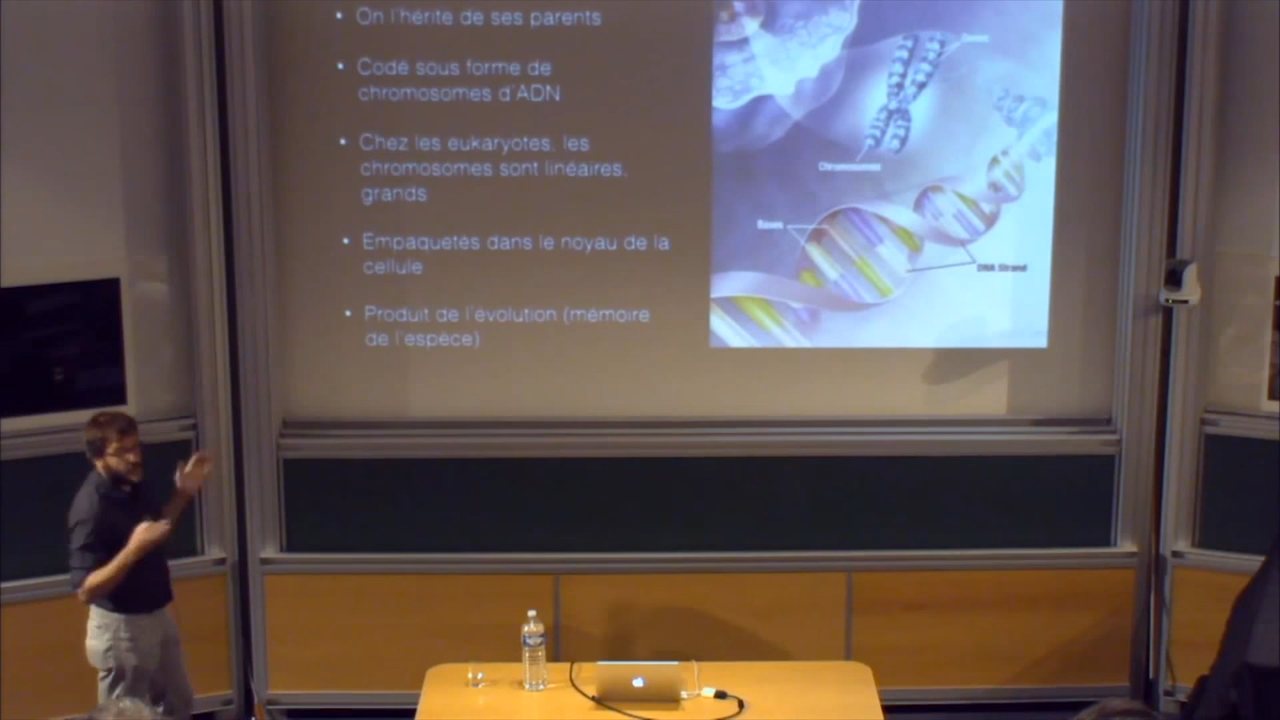 • On l'hérite de ses parents
• Codé sous forme de
chromosomes d'ADN
• Chez les eukaryotes, les
chromosomes sont linéaires,
grands
• Empaquetés dans le noyau de la
cellule
• Produit de l'évolution (mémoire
de l'espèce)
Chromosomes
Bases
DNA Strand